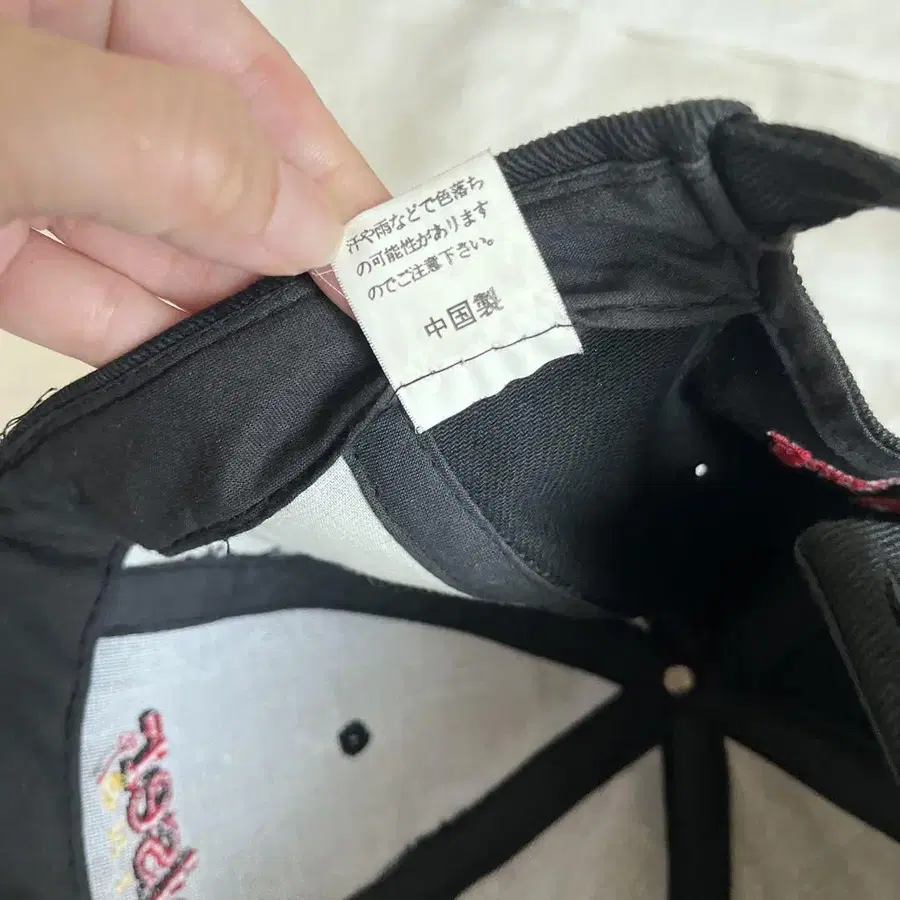 汗や雨などで色落ち
の可能性があります
のでご注意下さい。
中国製